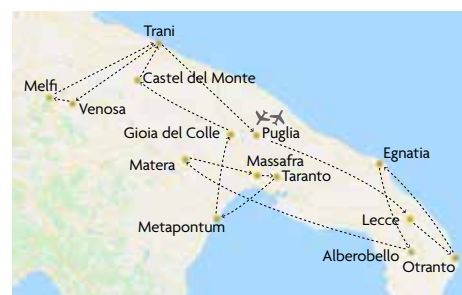 Trani
Melfi
Castel del Monte
Venosa
Gioia del Colle
Puglia
Egnatia
Matera
Massafra
Taranto
Metapontum
Lecce
Alberobello
Otranto